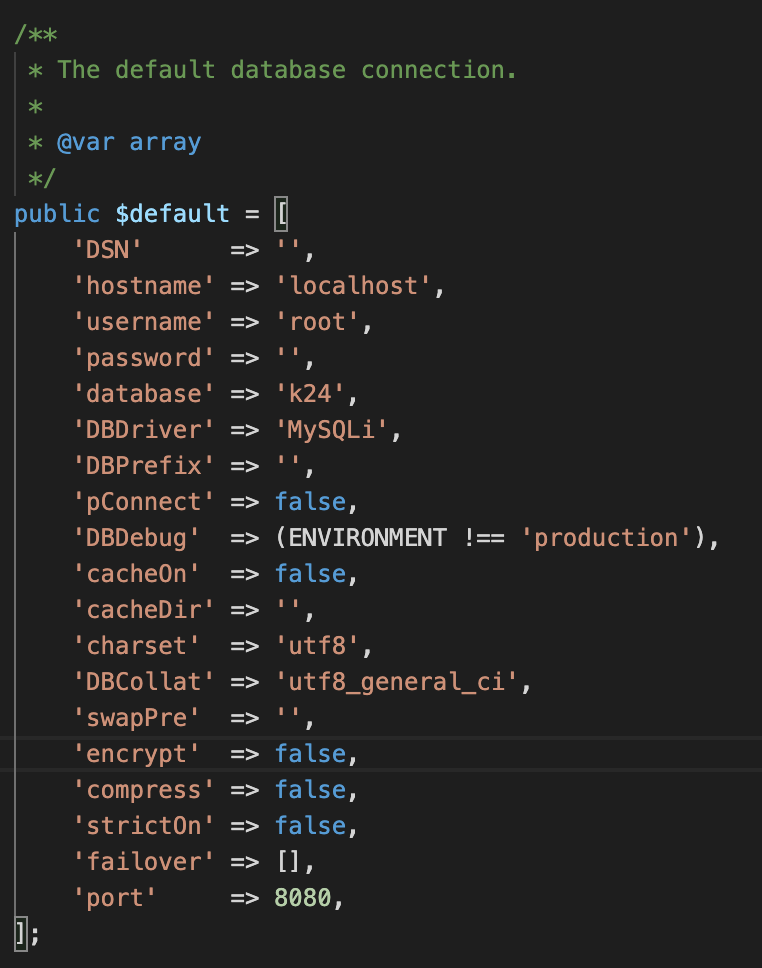 /**
 * The default database connection.
 *
 * @var array
 */
public $default = [
    'DSN'      => '',
    'hostname' => 'localhost',
    'username' => 'root',
    'password' => '',
    'database' => 'k24',
    'DBDriver' => 'MySQLi',
    'DBPrefix' => '',
    'pConnect' => false,
    'DBDebug'  => (ENVIRONMENT !== 'production'),
    'cacheOn'  => false,
    'cacheDir' => '',
    'charset'  => 'utf8',
    'DBCollat' => 'utf8_general_ci',
    'swapPre'  => '',
    'encrypt'  => false,
    'compress' => false,
    'strictOn' => false,
    'failover' => [],
    'port'     => 8080,
];